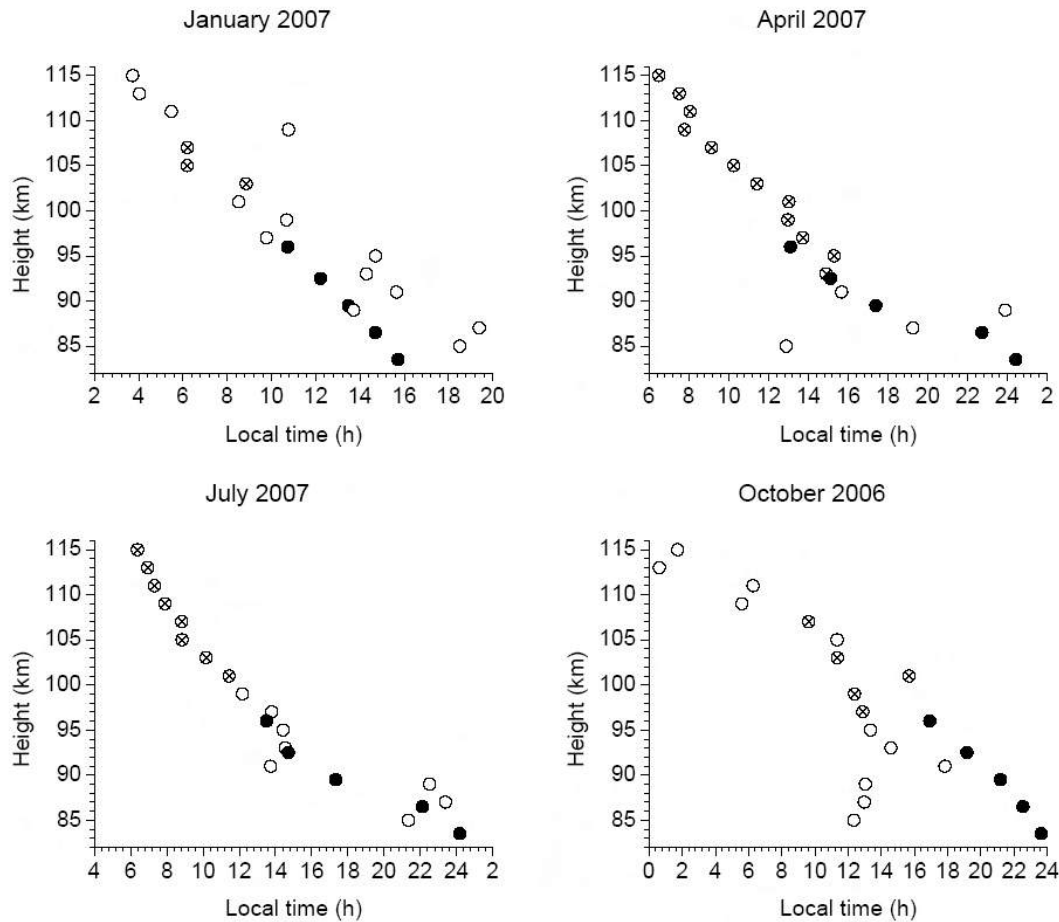 January 2007
115
110
105
100
95
90
85
Height (km)
2 4 6 8 10 12 14 16 18 20
Local time (h)
April 2007
115
110
105
100
95
90
85
Height (km)
6 8 10 12 14 16 18 20 22 24 2
Local time (h)
July 2007
115
110
105
100
95
90
85
Height (km)
4 6 8 10 12 14 16 18 20 22 24 2
Local time (h)
October 2006
115
110
105
100
95
90
85
Height (km)
0 2 4 6 8 10 12 14 16 18 20 22 24
Local time (h)